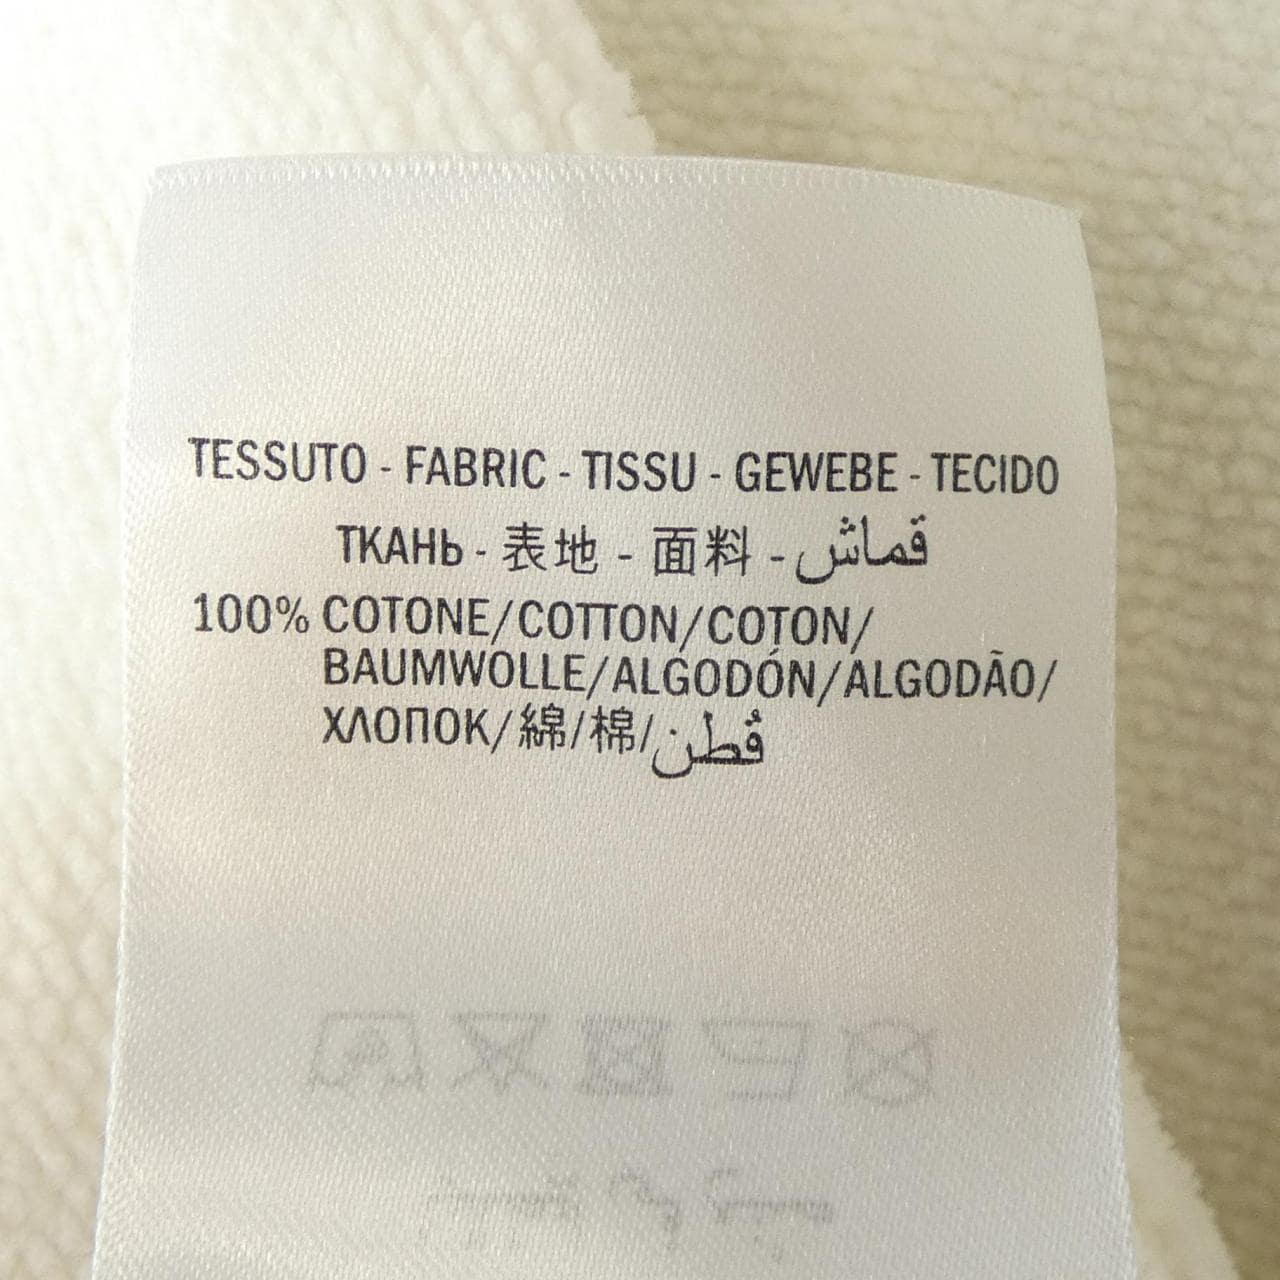 TESSUTO - FABRIC - TISSU - GEWEBE - TECIDO
ТКАНЬ - 表地 - 面料 - قماش
100% COTONE/COTTON/COTON/
BAUMWOLLE/ALGODÓN/ALGODÃO/
ХЛОПОК/綿/棉/قُطن